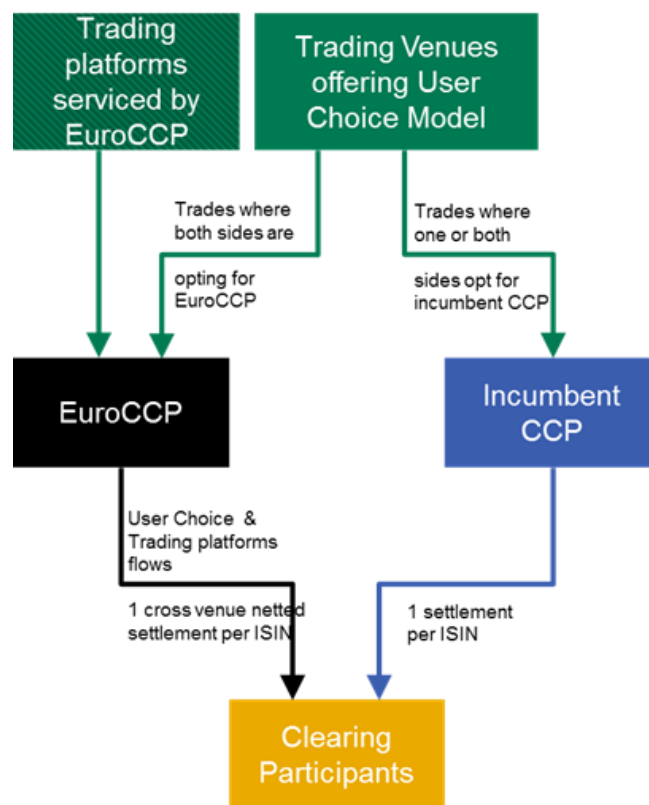 Trading
platforms
serviced by
EuroCCP
Trading Venues
offering User
Choice Model
Trades where
both sides are
opting for
EuroCCP
Trades where
one or both
sides opt for
incumbent CCP
EuroCCP
Incumbent
CCP
User Choice &
Trading platforms
flows
1 cross venue netted
settlement per ISIN
1 settlement
per ISIN
Clearing
Participants